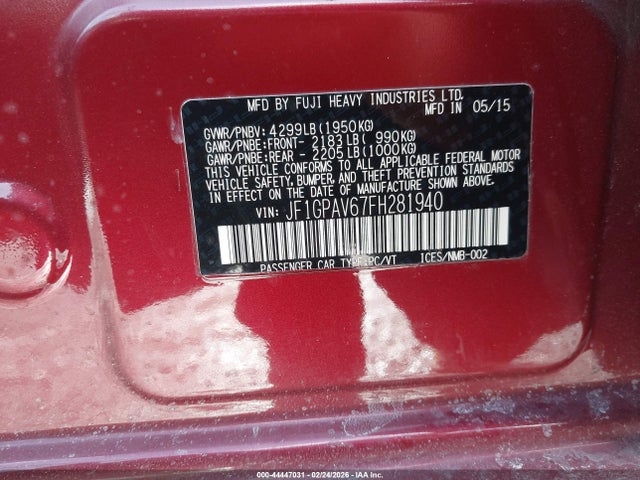 MFD BY FUJI HEAVY INDUSTRIES LTD.
MFD IN 05/15
GVWR/PNBV: 4299LB(1950KG)
GAWR/PNBE:FRONT- 2183LB( 990KG)
GAWR/PNBE:REAR - 2205LB(1000KG)
THIS VEHICLE CONFORMS TO ALL APPLICABLE FEDERAL MOTOR
VEHICLE SAFETY, BUMPER, AND THEFT PREVENTION STANDARDS
IN EFFECT ON THE DATE OF MANUFACTURE SHOWN ABOVE.
VIN: JF1GPAV67FH281940
PASSENGER CAR TYPE:PC/VT ICES/NMB-002
000-44447031 - 02/24/2026 - IAA Inc.